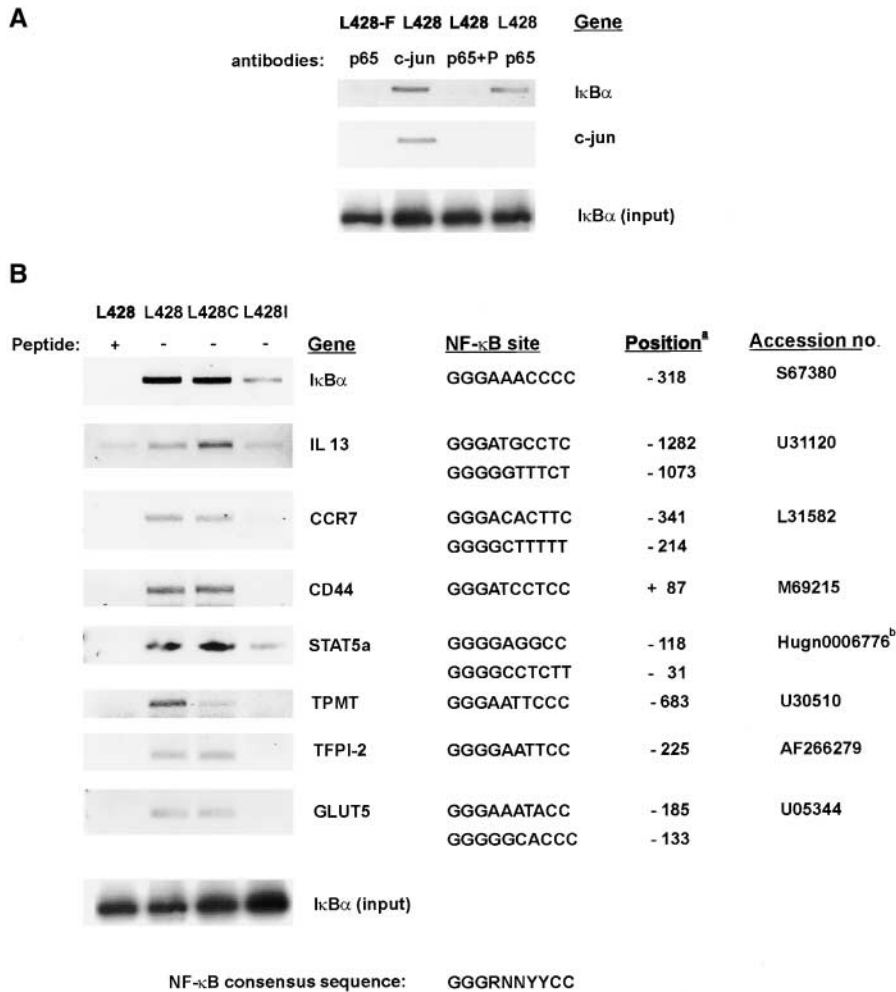 A
L428-F L428 L428 L428 Gene
antibodies: p65 c-jun p65+P p65
IκBα
c-jun
IκBα (input)
B
L428 L428 L428C L428I
Peptide: + - - - Gene NF-κB site Position^a Accession no.
IκBα GGGAAACCCC - 318 S67380
IL 13 GGGATGCCTC - 1282 U31120
GGGGGTTTCT - 1073
CCR7 GGGACACTTC - 341 L31582
GGGGCTTTTT - 214
CD44 GGGATCCTCC + 87 M69215
STAT5a GGGGAGGCC - 118 Hugn0006776^b
GGGGCCTCTT - 31
TPMT GGGAATTCCC - 683 U30510
TFPI-2 GGGGAATTCC - 225 AF266279
GLUT5 GGGAAATACC - 185 U05344
GGGGGCACCC - 133
IκBα (input)
NF-κB consensus sequence: GGGRNNYYCC